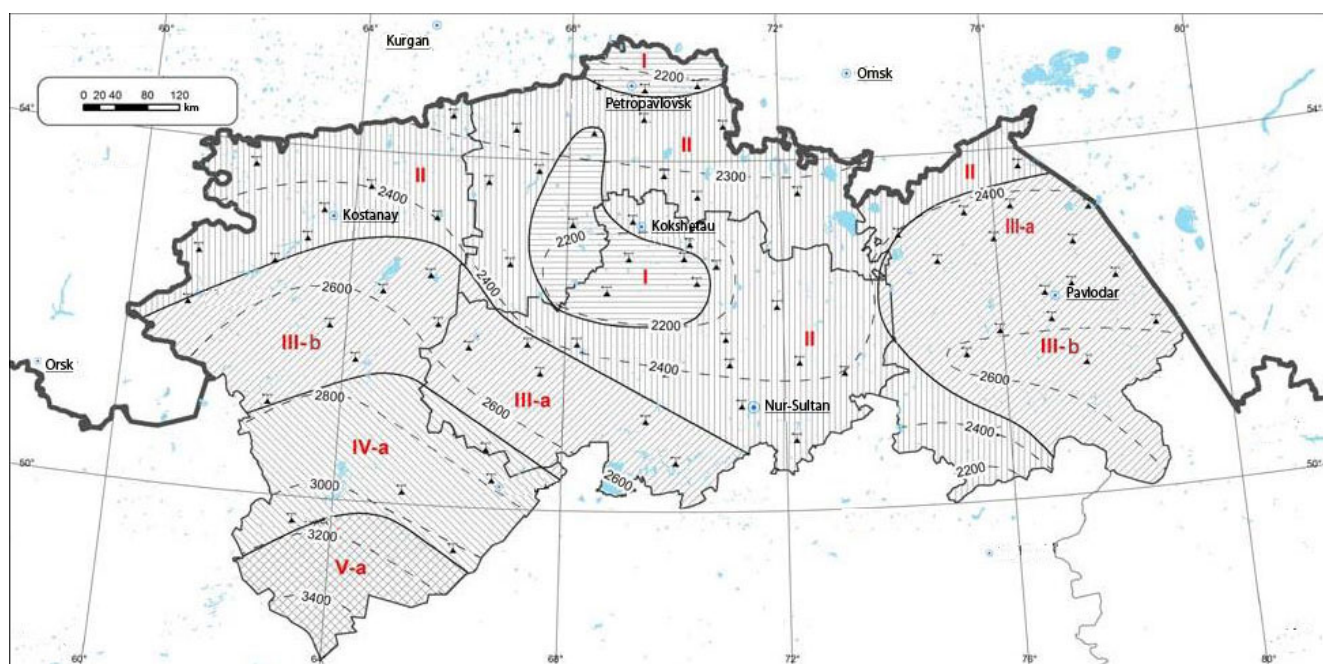 60° 64° 68° 72° 76° 80°
Kurgan
I
2200
Omsk
Petropavlovsk
0 20 40 80 120
km
54° 54°
II
II
II
2300
2400
2400
Kostanay
Kokshetau
2200
III-a
I
2400
2600
Pavlodar
2200
III-b
II
III-b
Orsk
2400
2600
2800
III-a
2600
Nur-Sultan
IV-a
2400
50° 50°
2200
2600
3000
3200
V-a
3400
60° 64° 68° 72° 76° 80°